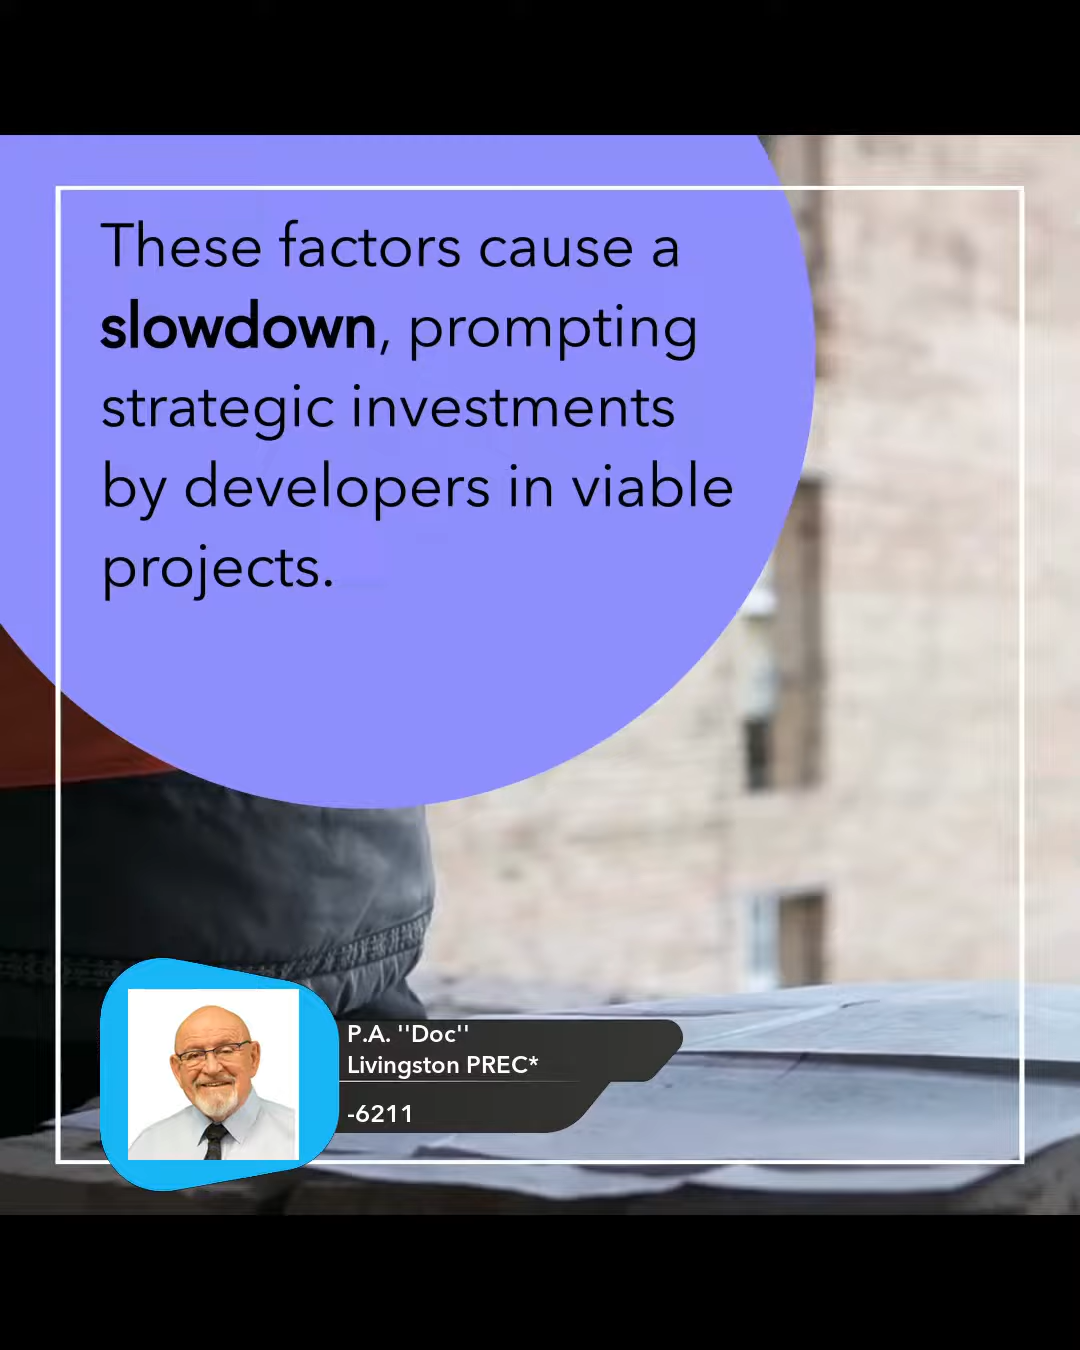 These factors cause a
slowdown, prompting
strategic investments
by developers in viable
projects.
P.A. ''Doc''
Livingston PREC*
-6211